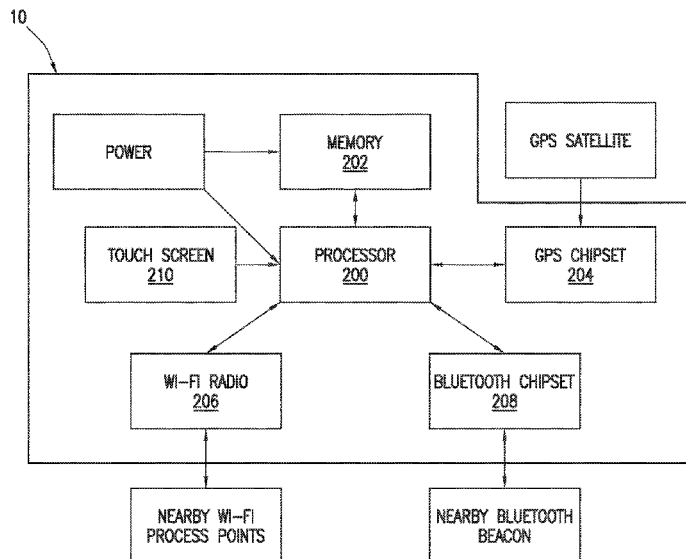 10
POWER
MEMORY
202
GPS SATELLITE
TOUCH SCREEN
210
PROCESSOR
200
GPS CHIPSET
204
WI-FI RADIO
206
BLUETOOTH CHIPSET
208
NEARBY WI-FI
PROCESS POINTS
NEARBY BLUETOOTH
BEACON